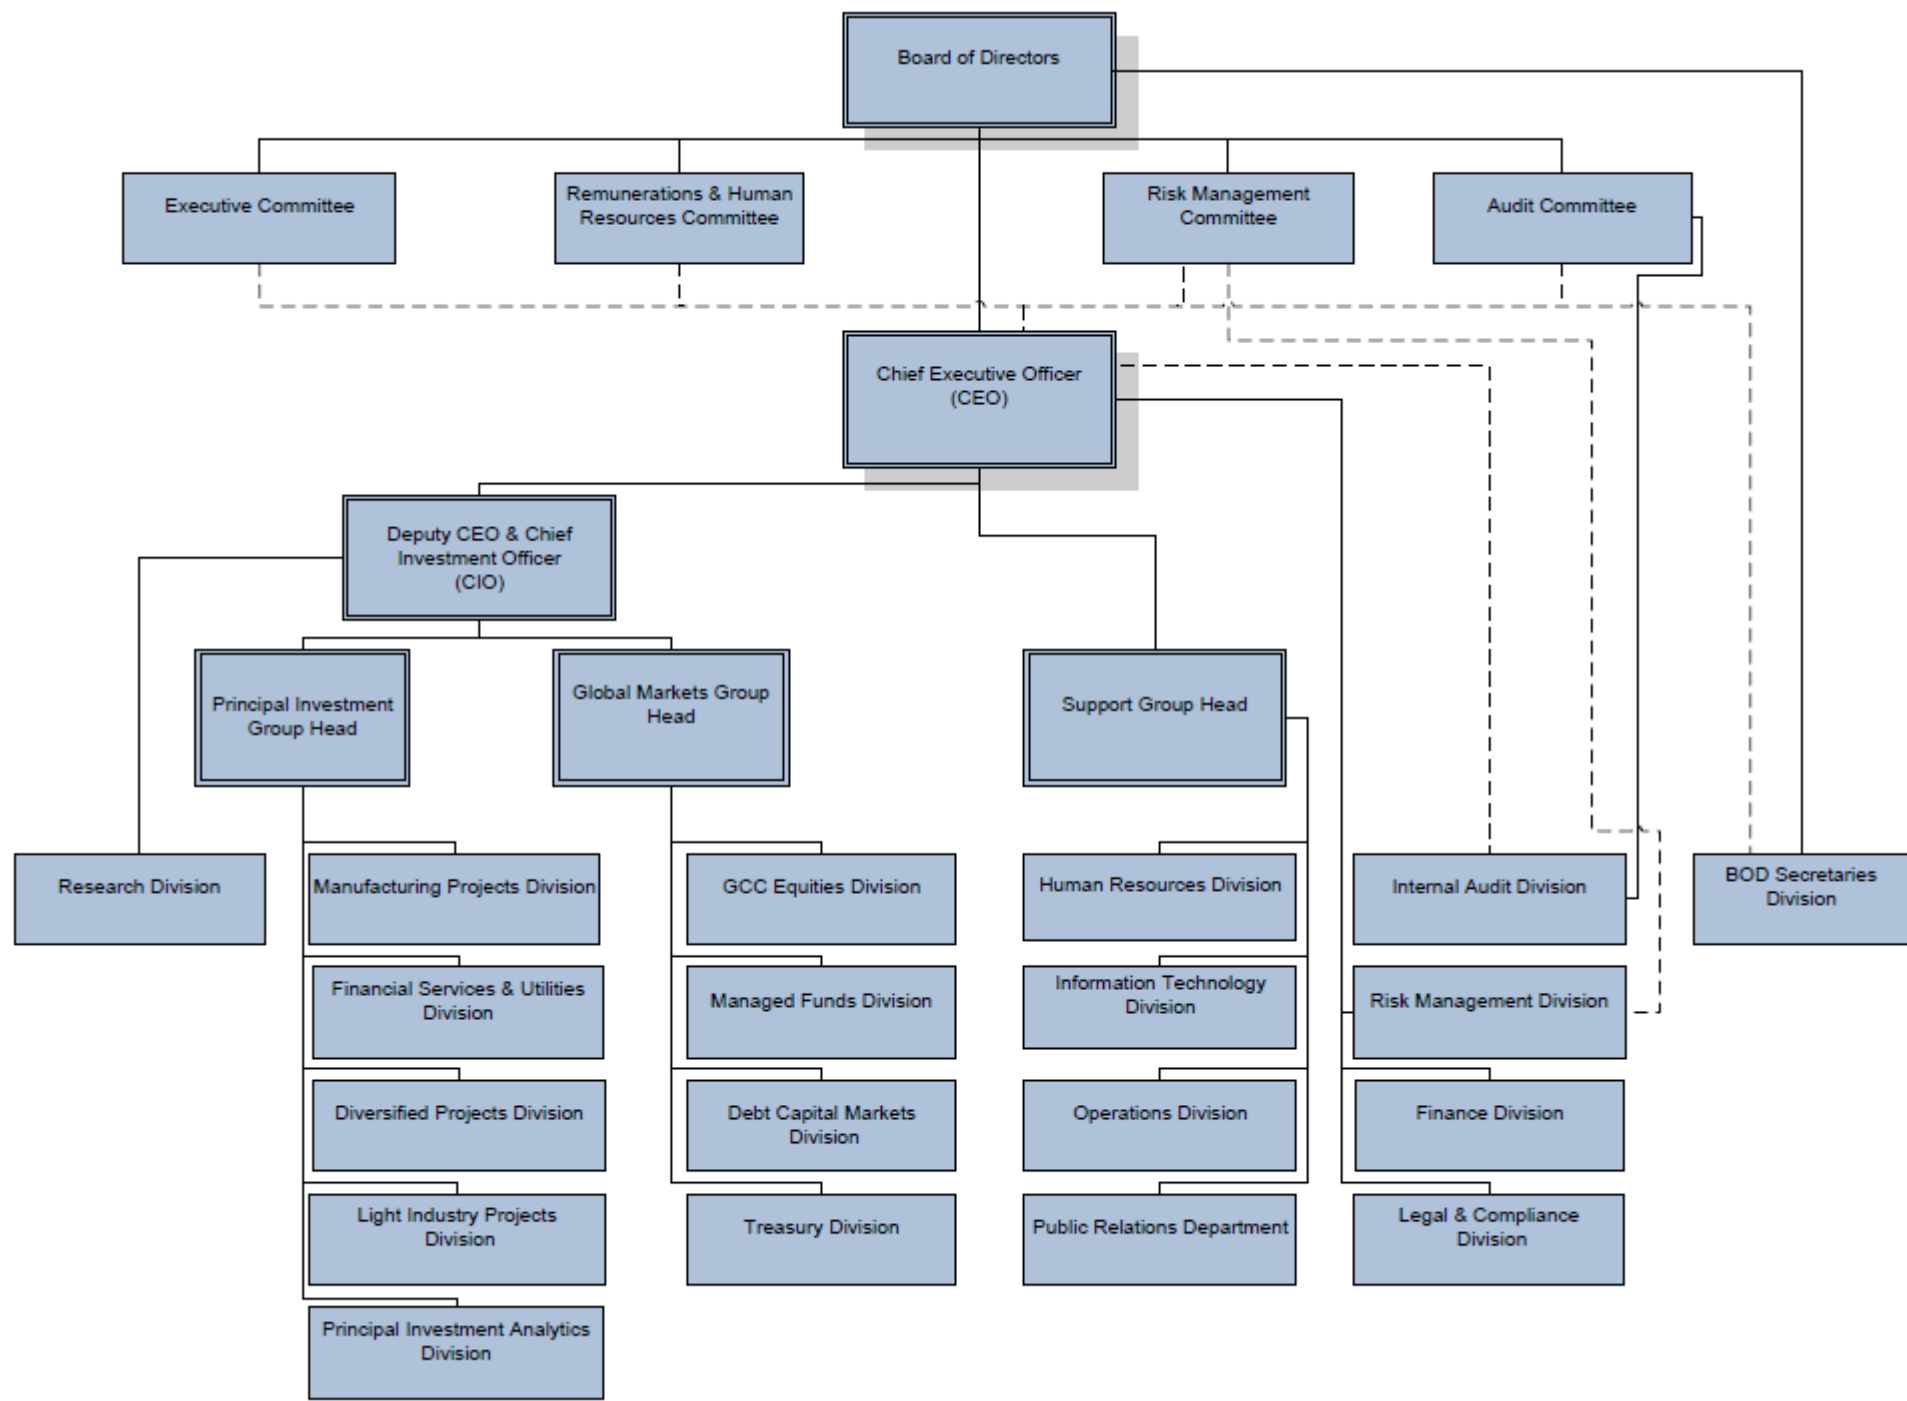 Board of Directors
Executive Committee
Remunerations & Human
Resources Committee
Risk Management
Committee
Audit Committee
Chief Executive Officer
(CEO)
Deputy CEO & Chief
Investment Officer
(CIO)
Principal Investment
Group Head
Global Markets Group
Head
Support Group Head
Research Division
Manufacturing Projects Division
GCC Equities Division
Human Resources Division
Internal Audit Division
BOD Secretaries
Division
Financial Services & Utilities
Division
Managed Funds Division
Information Technology
Division
Risk Management Division
Diversified Projects Division
Debt Capital Markets
Division
Operations Division
Finance Division
Light Industry Projects
Division
Treasury Division
Public Relations Department
Legal & Compliance
Division
Principal Investment Analytics
Division